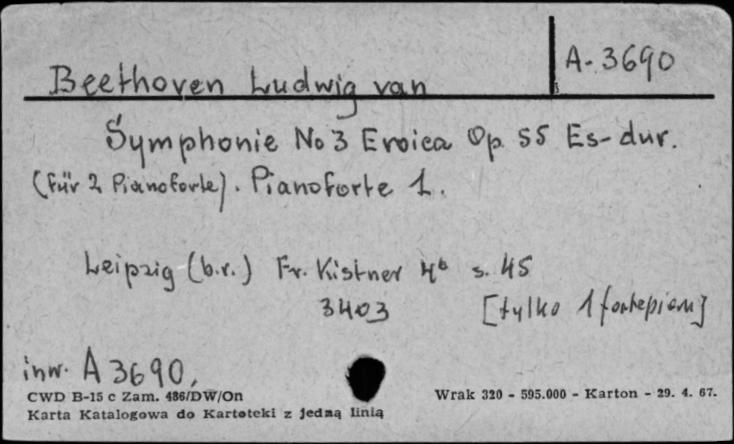 A-3690
Beethoven Ludwig van
Symphonie No 3 Eroica Op. 55 Es-dur.
(für 2 Pianoforte). Pianoforte 1.
Leipzig (b.r.) Fr. Kistner 4° s. 45
3403 [tylko 1 fortepian]
inw. A 3690,
CWD B-15 c Zam. 486/DW/On
Wrak 320 - 595.000 - Karton - 29. 4. 67.
Karta Katalogowa do Kartoteki z jedną linią